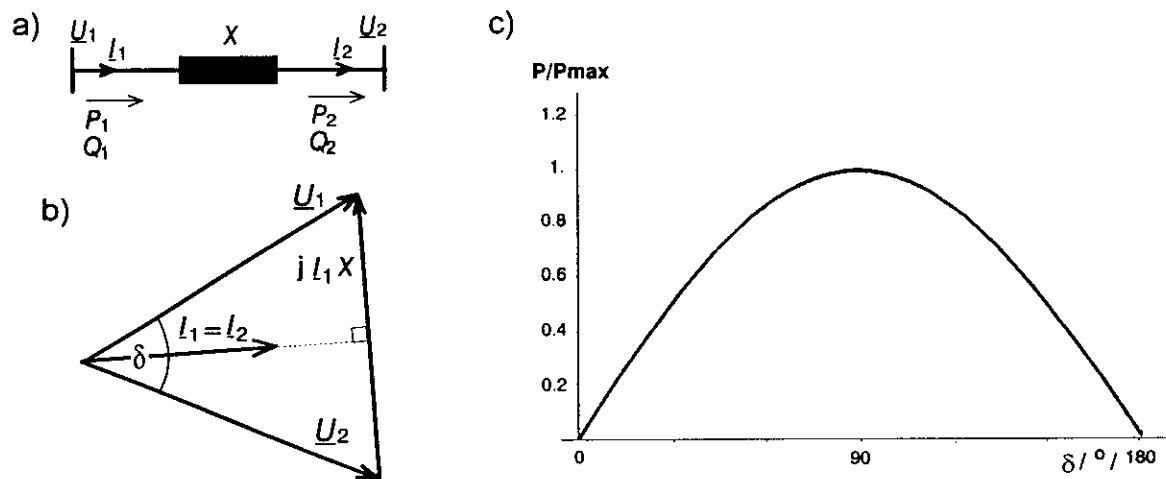 a)
U1 I1 X I2 U2
P1 P2
Q1 Q2
b)
U1
j I1 X
I1 = I2
δ
U2
c)
P/Pmax
1.2
1.
0.8
0.6
0.4
0.2
0 90 δ/°/ 180